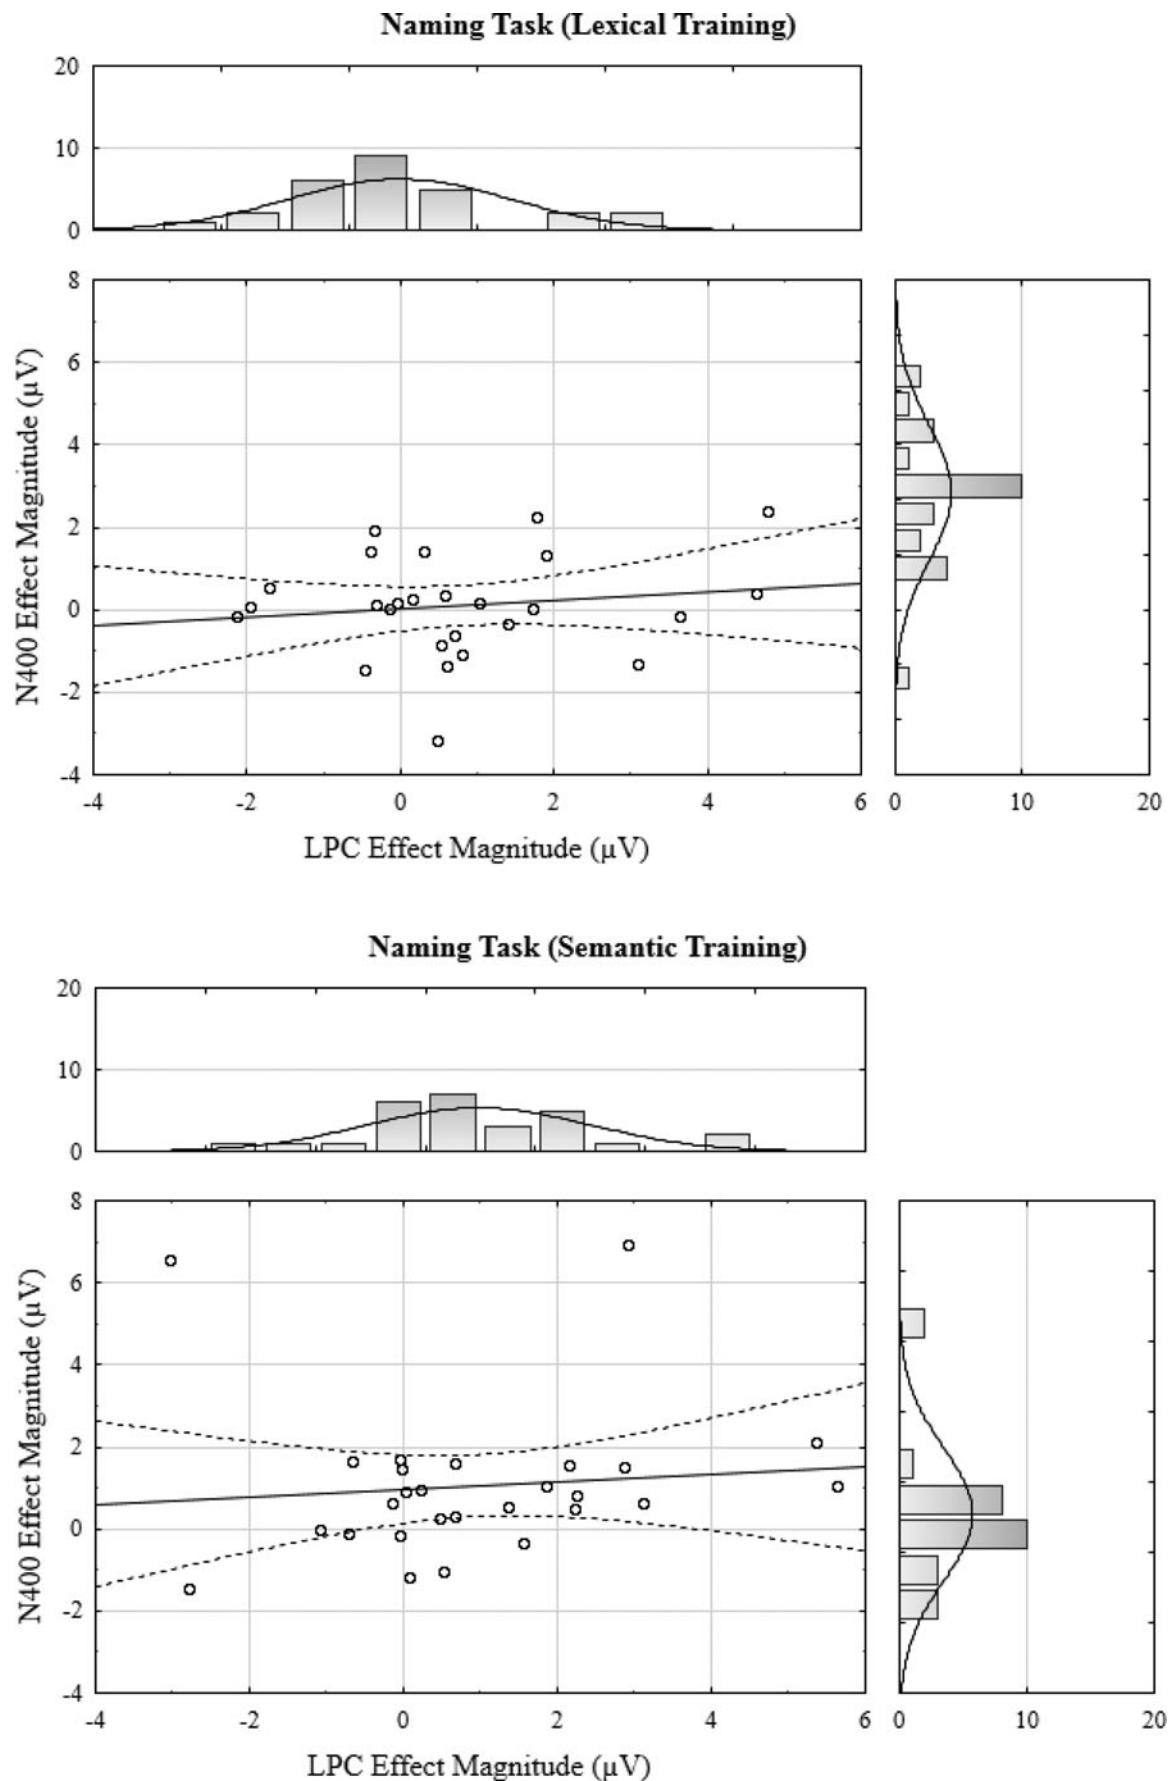 Naming Task (Lexical Training)
20
10
0
8
6
4
2
0
-2
-4
N400 Effect Magnitude (µV)
-4 -2 0 2 4 6
0 10 20
LPC Effect Magnitude (µV)
Naming Task (Semantic Training)
20
10
0
8
6
4
2
0
-2
-4
N400 Effect Magnitude (µV)
-4 -2 0 2 4 6
0 10 20
LPC Effect Magnitude (µV)